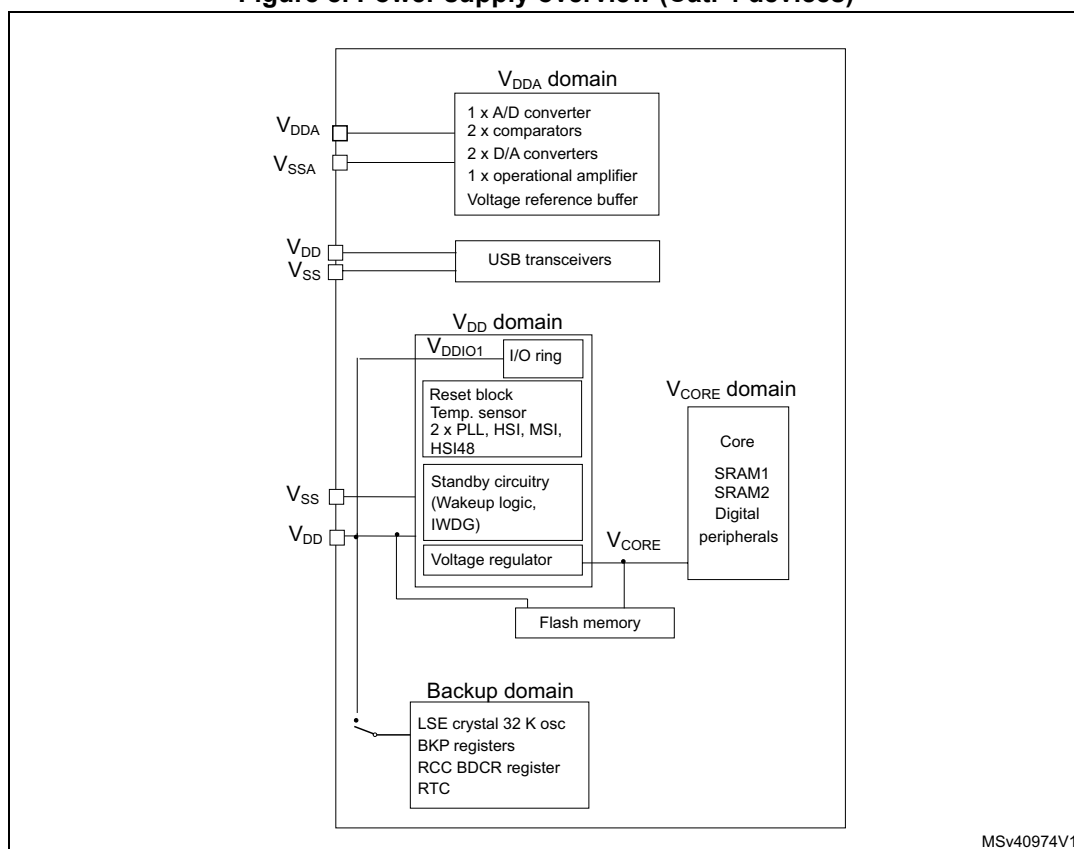 Figure Power supply overview (Cat. devices)
VDDA domain
1 x A/D converter
2 x comparators
2 x D/A converters
1 x operational amplifier
Voltage reference buffer
VDDA
VSSA
VDD
VSS
USB transceivers
VDD domain
VDDIO1
I/O ring
Reset block
Temp. sensor
2 x PLL, HSI, MSI,
HSI48
Standby circuitry
(Wakeup logic,
IWDG)
Voltage regulator
VSS
VDD
VCORE
VCORE domain
Core
SRAM1
SRAM2
Digital
peripherals
Flash memory
Backup domain
LSE crystal 32 K osc
BKP registers
RCC BDCR register
RTC
MSv40974V1